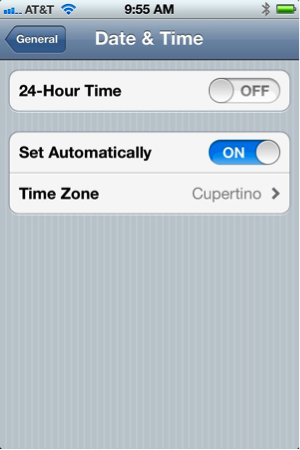 AT&T 9:55 AM
General Date & Time
24-Hour Time OFF
Set Automatically ON
Time Zone Cupertino